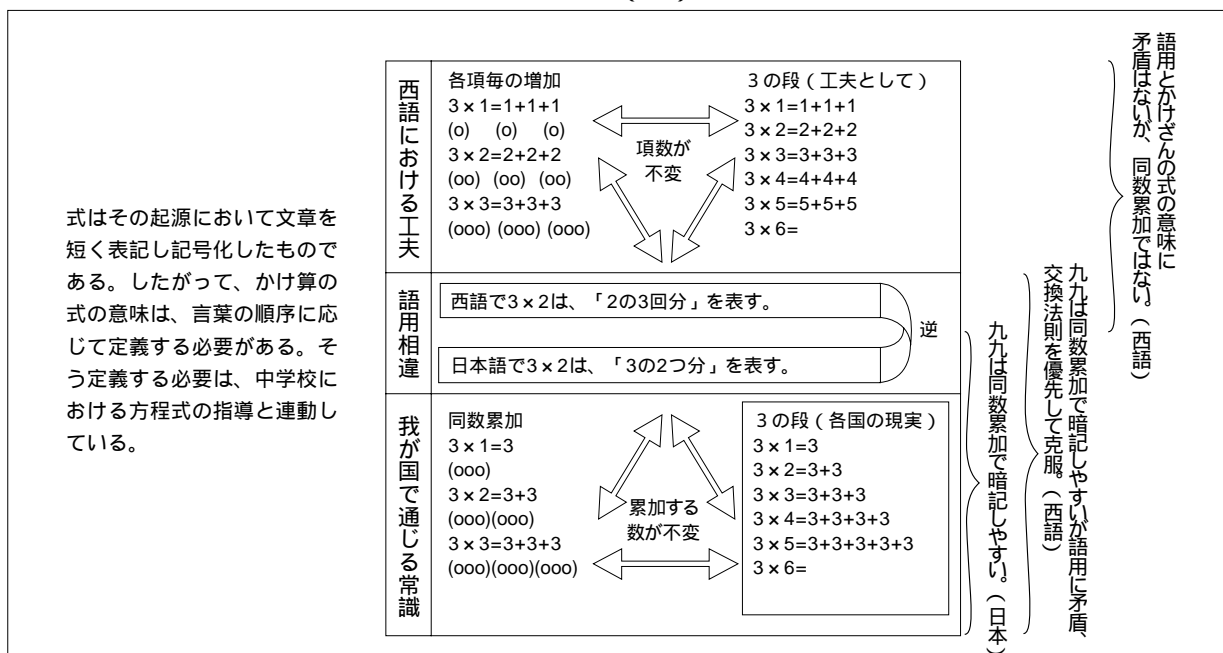 式はその起源において文章を
短く表記し記号化したもので
ある。したがって、かけ算の
式の意味は、言葉の順序に応
じて定義する必要がある。そ
う定義する必要は、中学校に
おける方程式の指導と連動し
ている。
西語における工夫
各項毎の増加
3×1=1+1+1
(o) (o) (o)
3×2=2+2+2
(oo) (oo) (oo)
3×3=3+3+3
(ooo) (ooo) (ooo)
項数が
不変
3の段(工夫として)
3×1=1+1+1
3×2=2+2+2
3×3=3+3+3
3×4=4+4+4
3×5=5+5+5
3×6=
語用相違
西語で3×2は、「2の3回分」を表す。
日本語で3×2は、「3の2つ分」を表す。
逆
我が国で通じる常識
同数累加
3×1=3
(ooo)
3×2=3+3
(ooo)(ooo)
3×3=3+3+3
(ooo)(ooo)(ooo)
累加する
数が不変
3の段(各国の現実)
3×1=3
3×2=3+3
3×3=3+3+3
3×4=3+3+3+3
3×5=3+3+3+3+3
3×6=
語用とかけざんの式の意味に
矛盾はないが、同数累加ではない。(西語)
九九は同数累加で暗記しやすいが語用に矛盾、
交換法則を優先して克服。(西語)
九九は同数累加で暗記しやすい。(日本)